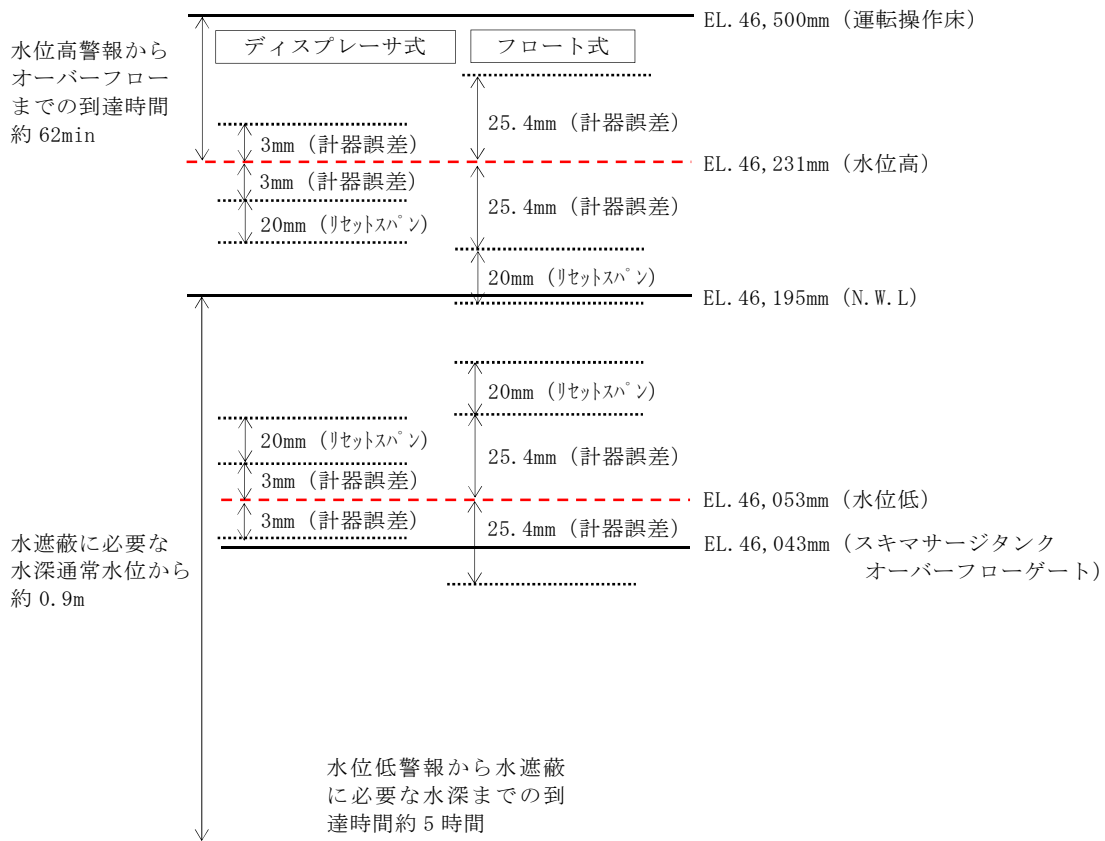 EL.46,500mm（運転操作床）
水位高警報から
オーバーフロー
までの到達時間
約 62min
ディスプレーサ式
フロート式
25.4mm（計器誤差）
3mm（計器誤差）
EL.46,231mm（水位高）
3mm（計器誤差）
25.4mm（計器誤差）
20mm（ﾘｾｯﾄｽﾊﾟﾝ）
20mm（ﾘｾｯﾄｽﾊﾟﾝ）
EL.46,195mm（N.W.L）
20mm（ﾘｾｯﾄｽﾊﾟﾝ）
20mm（ﾘｾｯﾄｽﾊﾟﾝ）
25.4mm（計器誤差）
3mm（計器誤差）
EL.46,053mm（水位低）
3mm（計器誤差）
25.4mm（計器誤差）
EL.46,043mm（スキマサージタンク
オーバーフローゲート）
水遮蔽に必要な
水深通常水位から
約 0.9m
水位低警報から水遮蔽
に必要な水深までの到
達時間約 5 時間